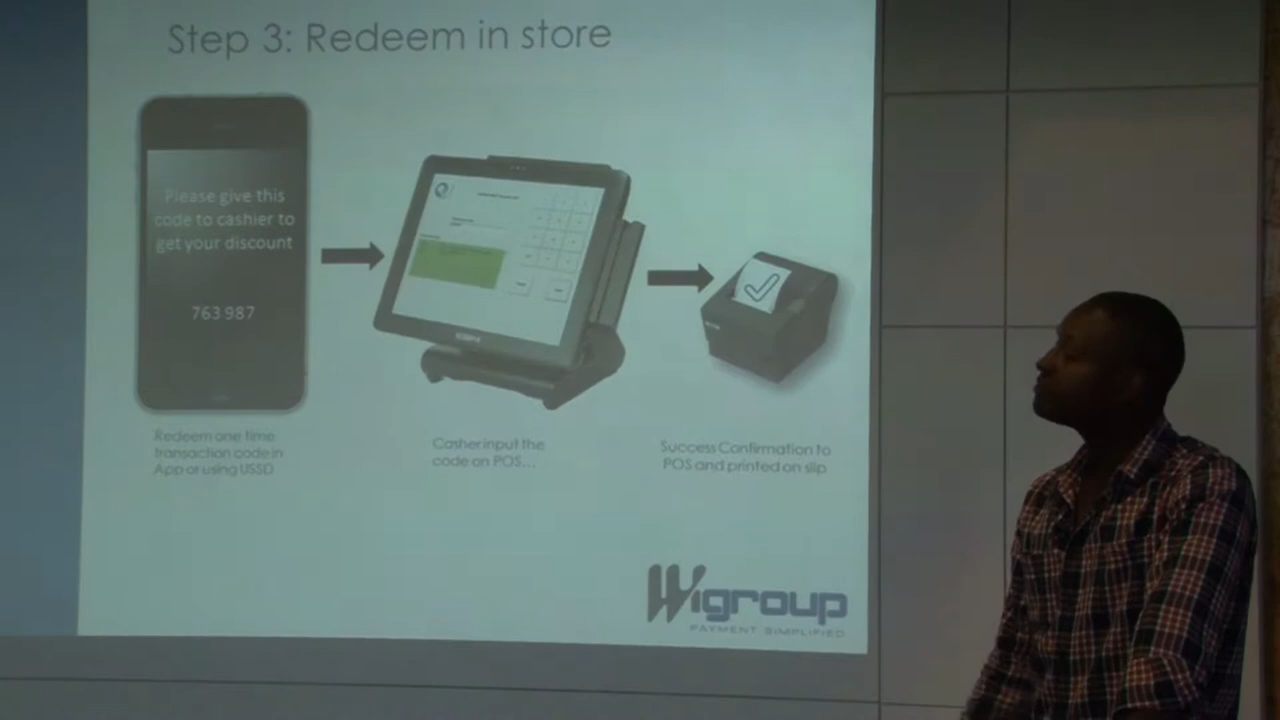 Step 3: Redeem in store
Please give this
code to cashier to
get your discount
763 987
Redeem one time
transaction code in
App or using USSD
Casher input the
code on POS...
Success Confirmation to
POS and printed on slip
Wigroup
PAYMENT SIMPLIFIED